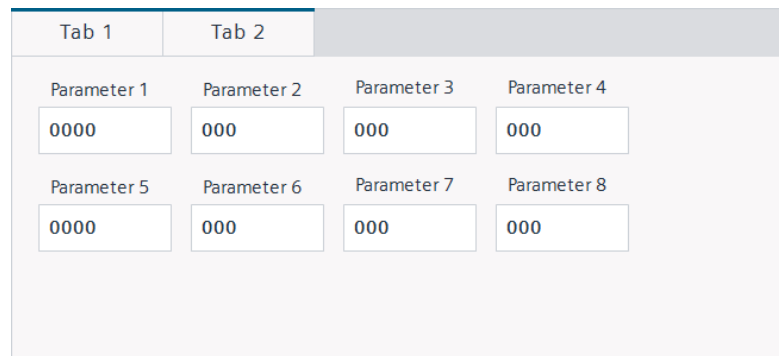 Tab 1 Tab 2
Parameter 1 Parameter 2 Parameter 3 Parameter 4
0000 000 000 000
Parameter 5 Parameter 6 Parameter 7 Parameter 8
0000 000 000 000